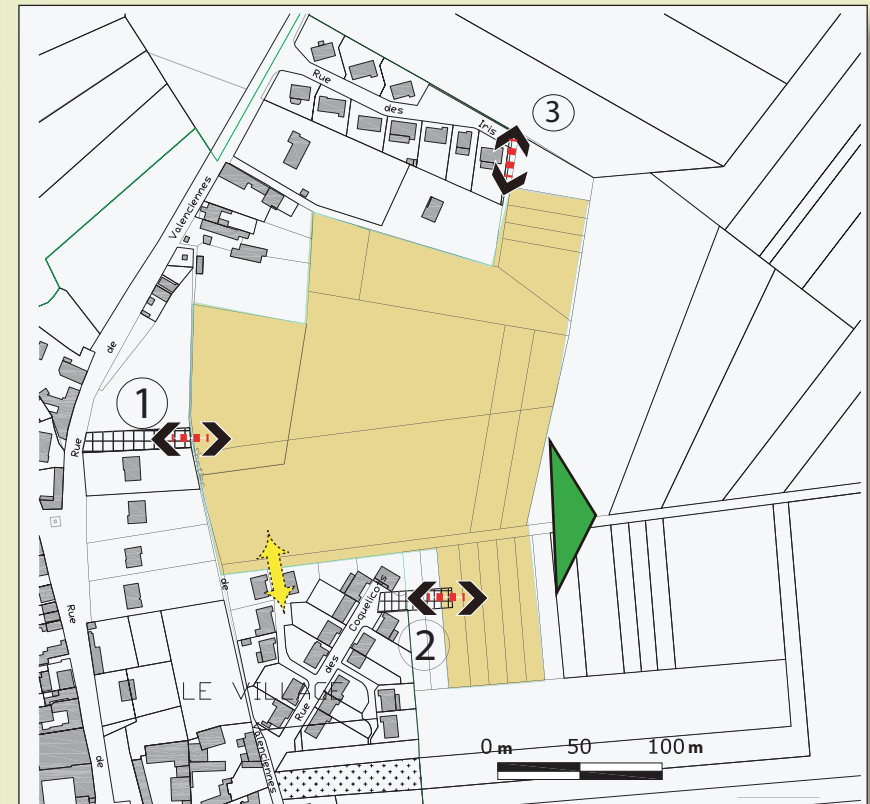 3
Rue
des
Iris
Valenciennes
de
1
Rue
de
Coquelicots
2
Rue
des
LE VILLAGE
Rue
0 m 50 100 m
Valenciennes
de